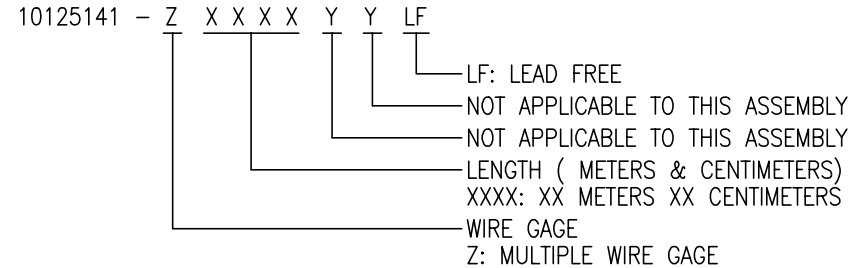 10125141 - Z X X X X Y Y LF
LF: LEAD FREE
NOT APPLICABLE TO THIS ASSEMBLY
NOT APPLICABLE TO THIS ASSEMBLY
LENGTH ( METERS & CENTIMETERS)
XXXX: XX METERS XX CENTIMETERS
WIRE GAGE
Z: MULTIPLE WIRE GAGE